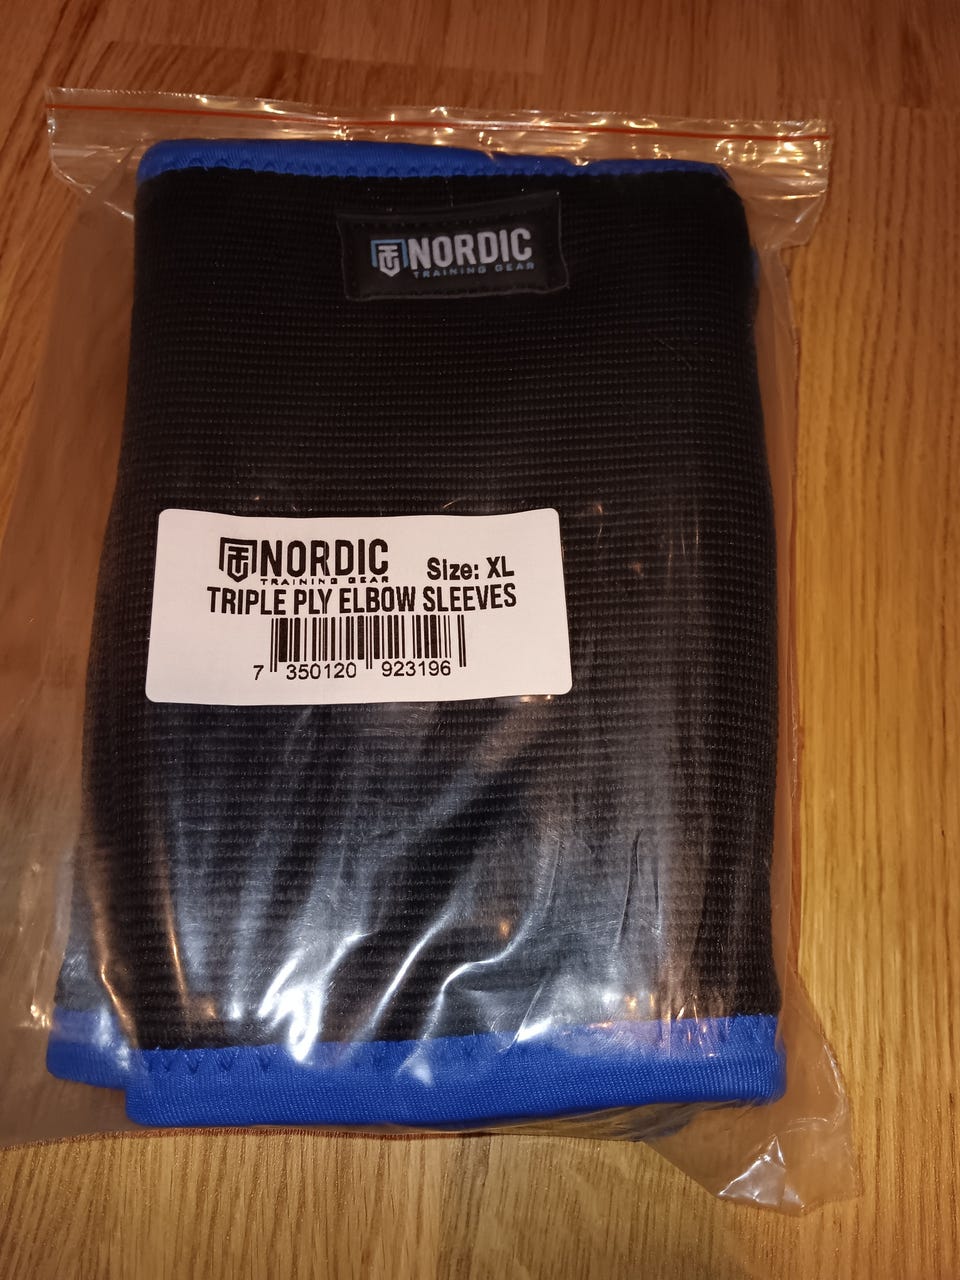 NORDIC
TRAINING GEAR
NORDIC
TRAINING GEAR
Size: XL
TRIPLE PLY ELBOW SLEEVES
7 350120 923196